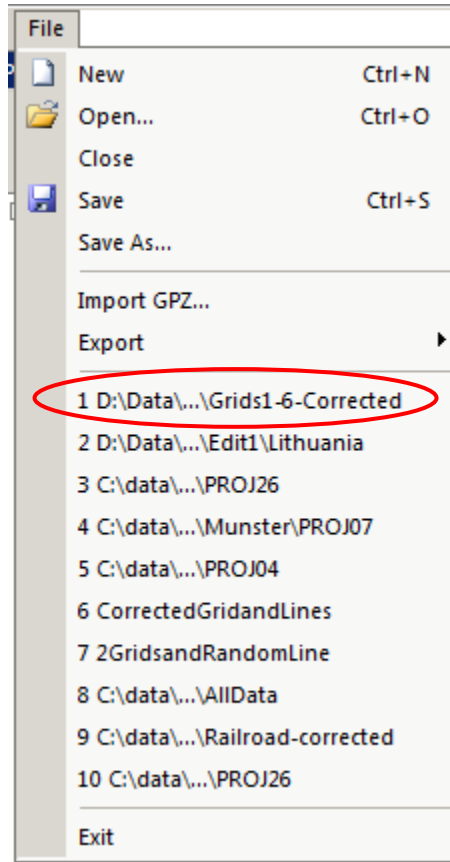 File
New Ctrl+N
Open... Ctrl+O
Close
Save Ctrl+S
Save As...
Import GPZ...
Export
1 D:\Data\...\Grids1-6-Corrected
2 D:\Data\...\Edit1\Lithuania
3 C:\data\...\PROJ26
4 C:\data\...\Munster\PROJ07
5 C:\data\...\PROJ04
6 CorrectedGridandLines
7 2GridsandRandomLine
8 C:\data\...\AllData
9 C:\data\...\Railroad-corrected
10 C:\data\...\PROJ26
Exit